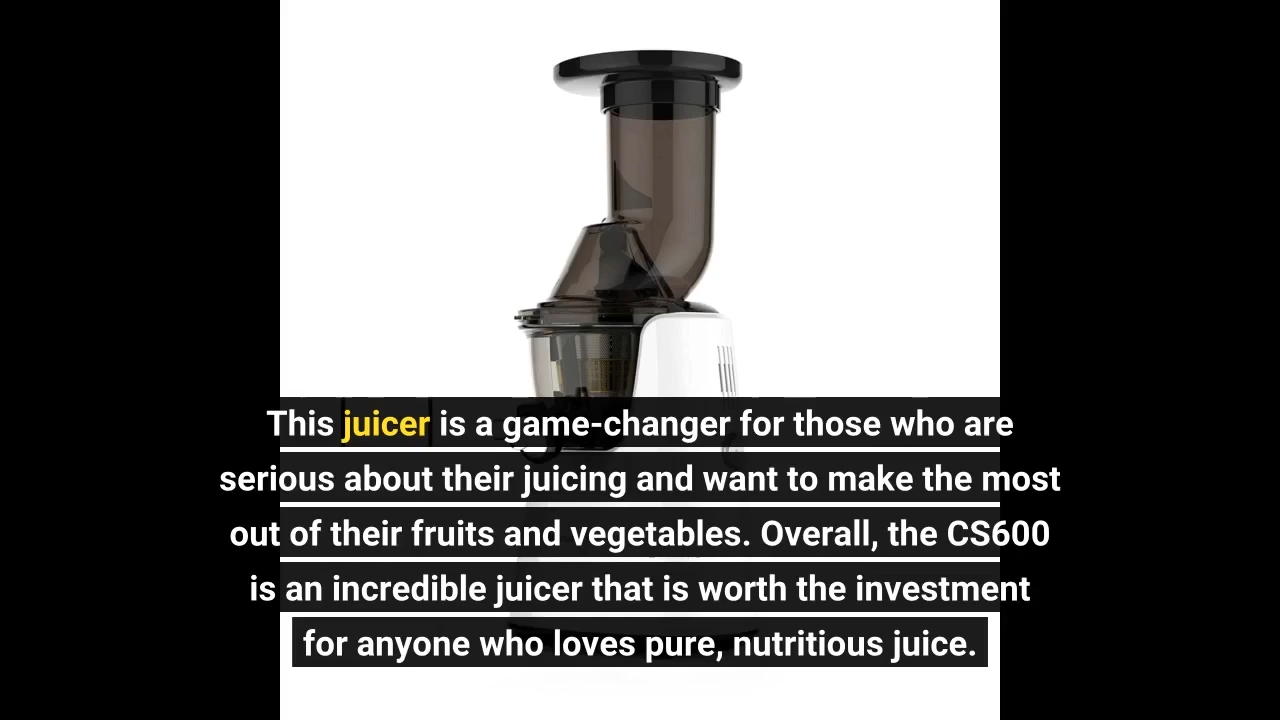 This juicer is a game-changer for those who are
serious about their juicing and want to make the most
out of their fruits and vegetables. Overall, the CS600
is an incredible juicer that is worth the investment
for anyone who loves pure, nutritious juice.